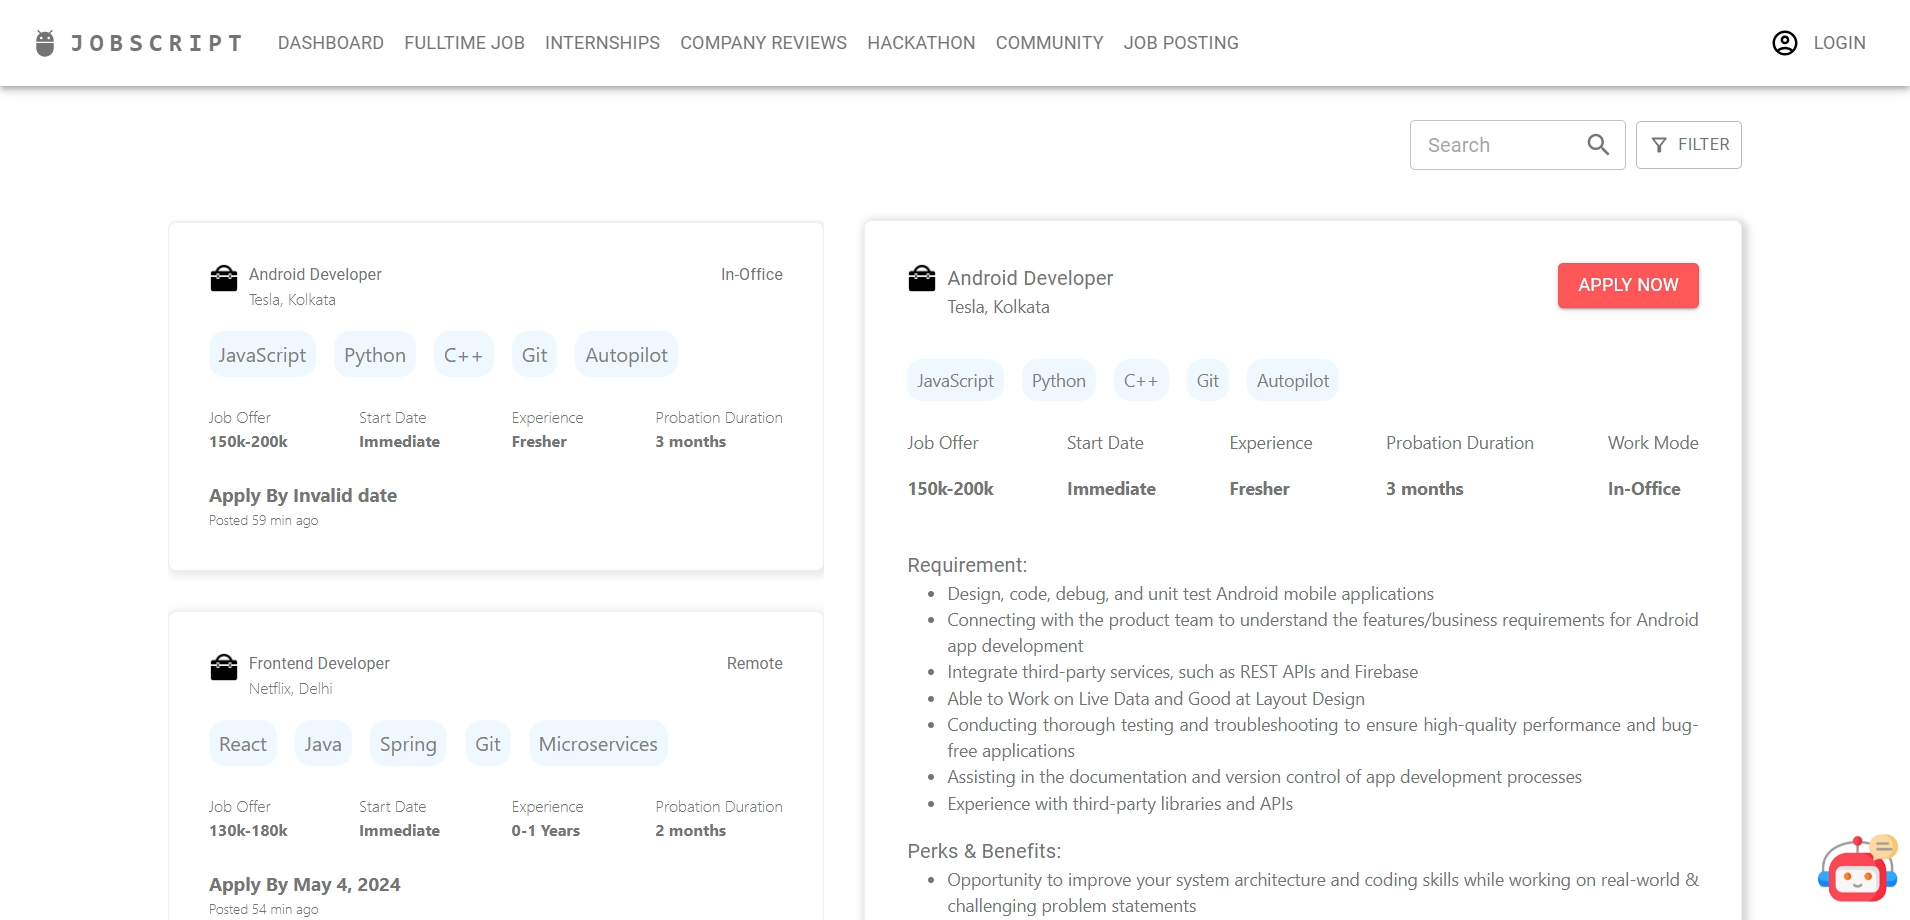 JOBSCRIPT DASHBOARD FULLTIME JOB INTERNSHIPS COMPANY REVIEWS HACKATHON COMMUNITY JOB POSTING LOGIN
Search FILTER
Android Developer In-Office
Tesla, Kolkata
JavaScript Python C++ Git Autopilot
Job Offer Start Date Experience Probation Duration
150k-200k Immediate Fresher 3 months
Apply By Invalid date
Posted 59 min ago
Frontend Developer Remote
Netflix, Delhi
React Java Spring Git Microservices
Job Offer Start Date Experience Probation Duration
130k-180k Immediate 0-1 Years 2 months
Apply By May 4, 2024
Posted 54 min ago
Android Developer APPLY NOW
Tesla, Kolkata
JavaScript Python C++ Git Autopilot
Job Offer Start Date Experience Probation Duration Work Mode
150k-200k Immediate Fresher 3 months In-Office
Requirement:
• Design, code, debug, and unit test Android mobile applications
• Connecting with the product team to understand the features/business requirements for Android
app development
• Integrate third-party services, such as REST APIs and Firebase
• Able to Work on Live Data and Good at Layout Design
• Conducting thorough testing and troubleshooting to ensure high-quality performance and bug-
free applications
• Assisting in the documentation and version control of app development processes
• Experience with third-party libraries and APIs
Perks & Benefits:
• Opportunity to improve your system architecture and coding skills while working on real-world &
challenging problem statements